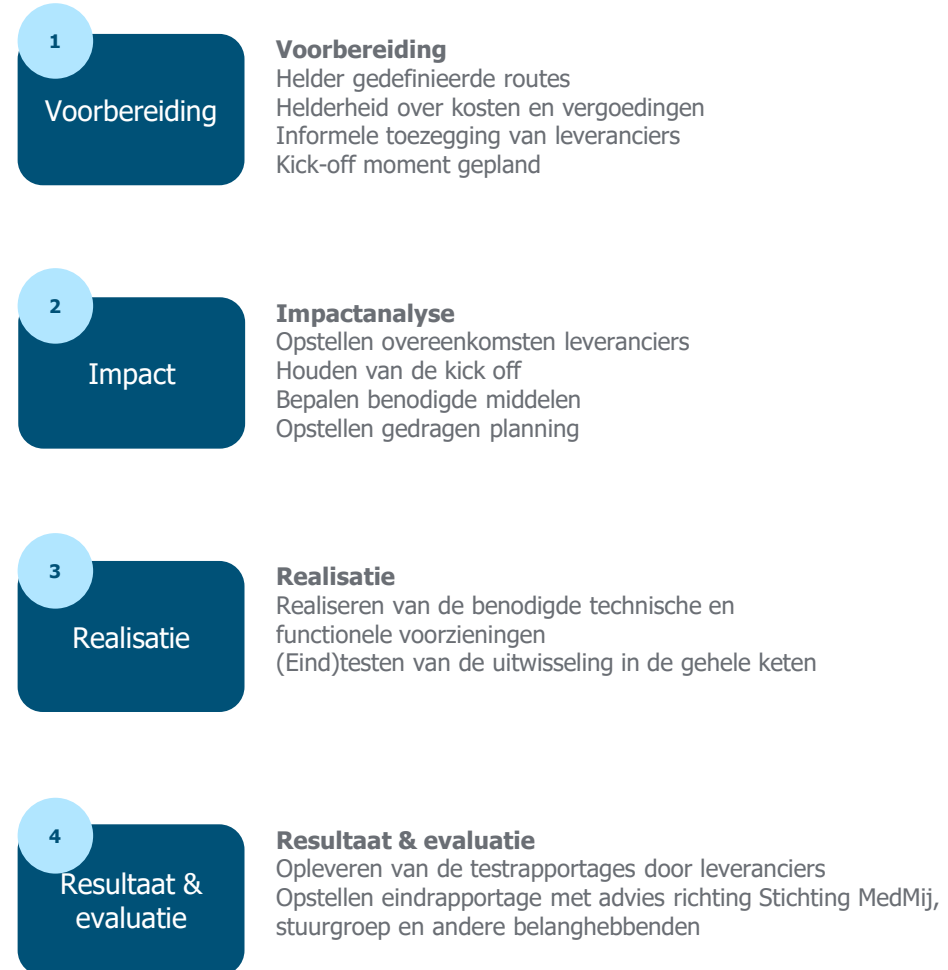 1
Voorbereiding
Voorbereiding
Helder gedefinieerde routes
Helderheid over kosten en vergoedingen
Informele toezegging van leveranciers
Kick-off moment gepland
2
Impact
Impactanalyse
Opstellen overeenkomsten leveranciers
Houden van de kick off
Bepalen benodigde middelen
Opstellen gedragen planning
3
Realisatie
Realisatie
Realiseren van de benodigde technische en
functionele voorzieningen
(Eind)testen van de uitwisseling in de gehele keten
4
Resultaat &
evaluatie
Resultaat & evaluatie
Opleveren van de testrapportages door leveranciers
Opstellen eindrapportage met advies richting Stichting MedMij,
stuurgroep en andere belanghebbenden